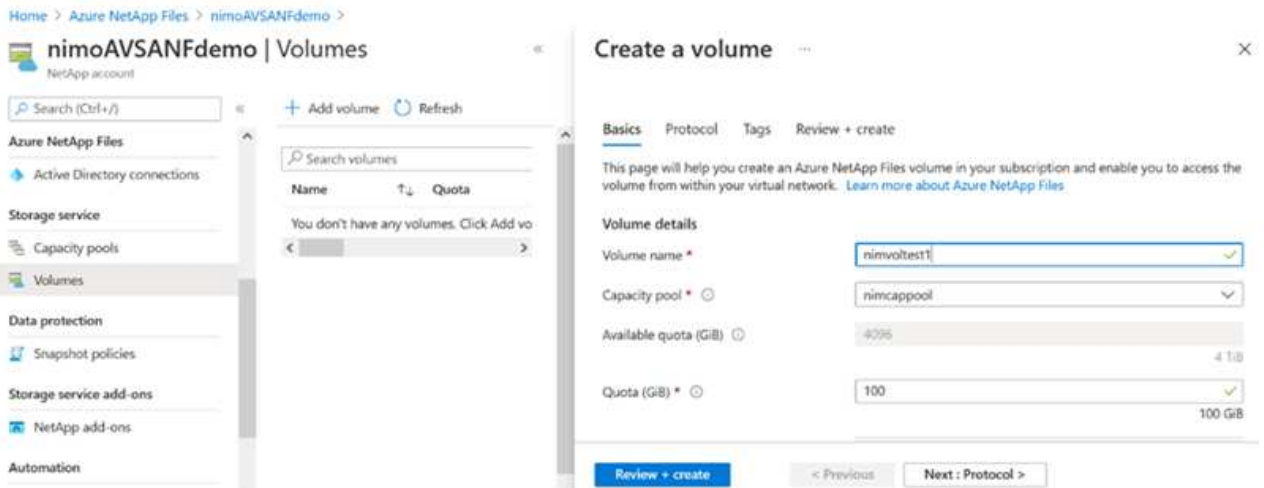 Home > Azure NetApp Files > nimoAVSANFdemo >
nimoAVSANFdemo | Volumes
NetApp account
Search (Ctrl+/)
Azure NetApp Files
Active Directory connections
Storage service
Capacity pools
Volumes
Data protection
Snapshot policies
Storage service add-ons
NetApp add-ons
Automation
Add volume Refresh
Search volumes
Name Quota
You don't have any volumes. Click Add vo
Create a volume
Basics Protocol Tags Review + create
This page will help you create an Azure NetApp Files volume in your subscription and enable you to access the
volume from within your virtual network. Learn more about Azure NetApp Files
Volume details
Volume name * nimvoltest1
Capacity pool * nimcappool
Available quota (GiB) 4096
4 TiB
Quota (GiB) * 100
100 GiB
Review + create < Previous Next : Protocol >